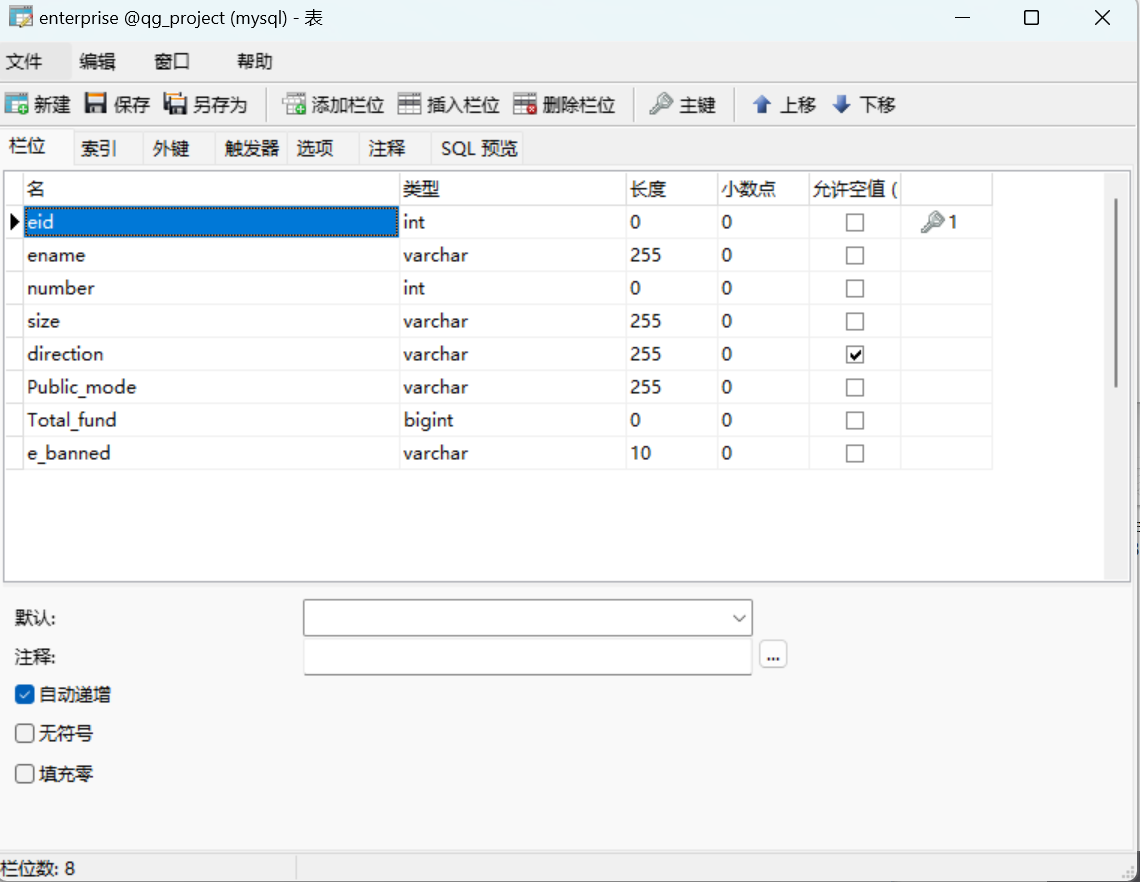 enterprise @qg_project (mysql) - 表
文件 编辑 窗口 帮助
新建 保存 另存为 添加栏位 插入栏位 删除栏位 主键 上移 下移
栏位 索引 外键 触发器 选项 注释 SQL 预览
名 类型 长度 小数点 允许空值 (
eid int 0 0 1
ename varchar 255 0
number int 0 0
size varchar 255 0
direction varchar 255 0
Public_mode varchar 255 0
Total_fund bigint 0 0
e_banned varchar 10 0
默认:
注释: ...
自动递增
无符号
填充零
栏位数: 8